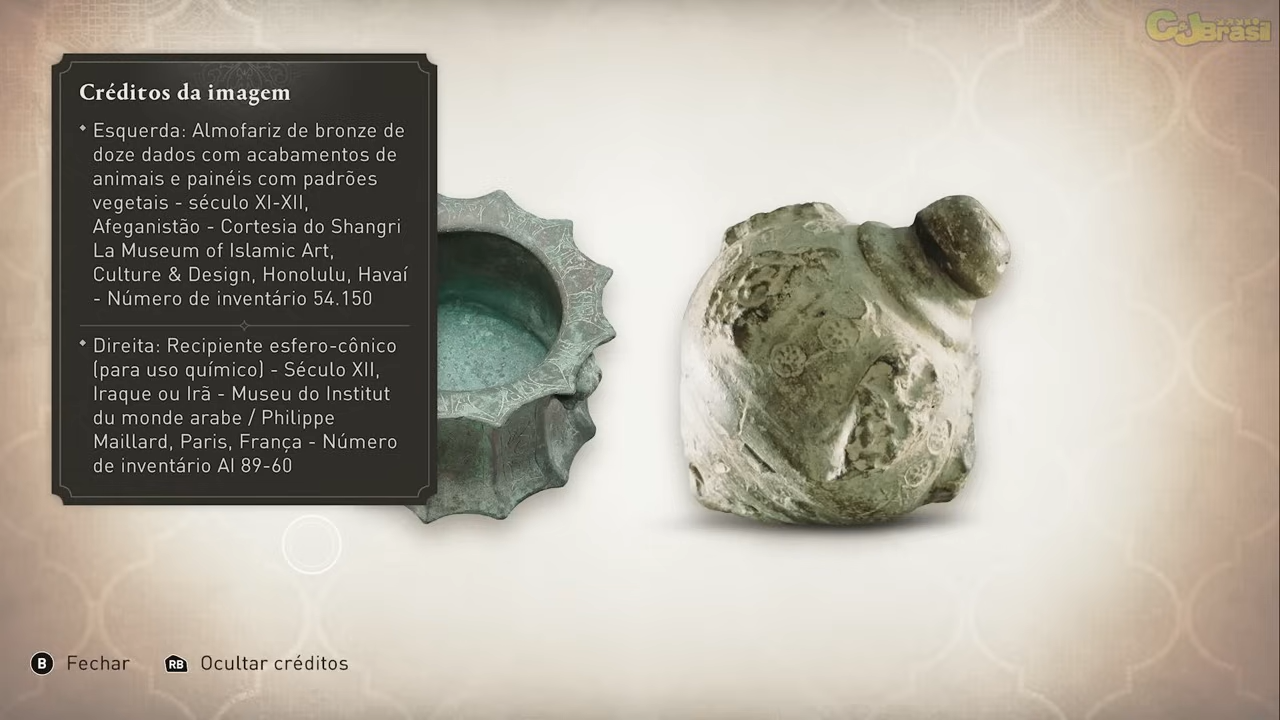 Créditos da imagem
Esquerda: Almofariz de bronze de
doze dados com acabamentos de
animais e painéis com padrões
vegetais - século XI-XII,
Afeganistão - Cortesia do Shangri
La Museum of Islamic Art,
Culture & Design, Honolulu, Havaí
- Número de inventário 54.150
Direita: Recipiente esfero-cônico
(para uso químico) - Século XII,
Iraque ou Irã - Museu do Institut
du monde arabe / Philippe
Maillard, Paris, França - Número
de inventário AI 89-60
B Fechar RB Ocultar créditos